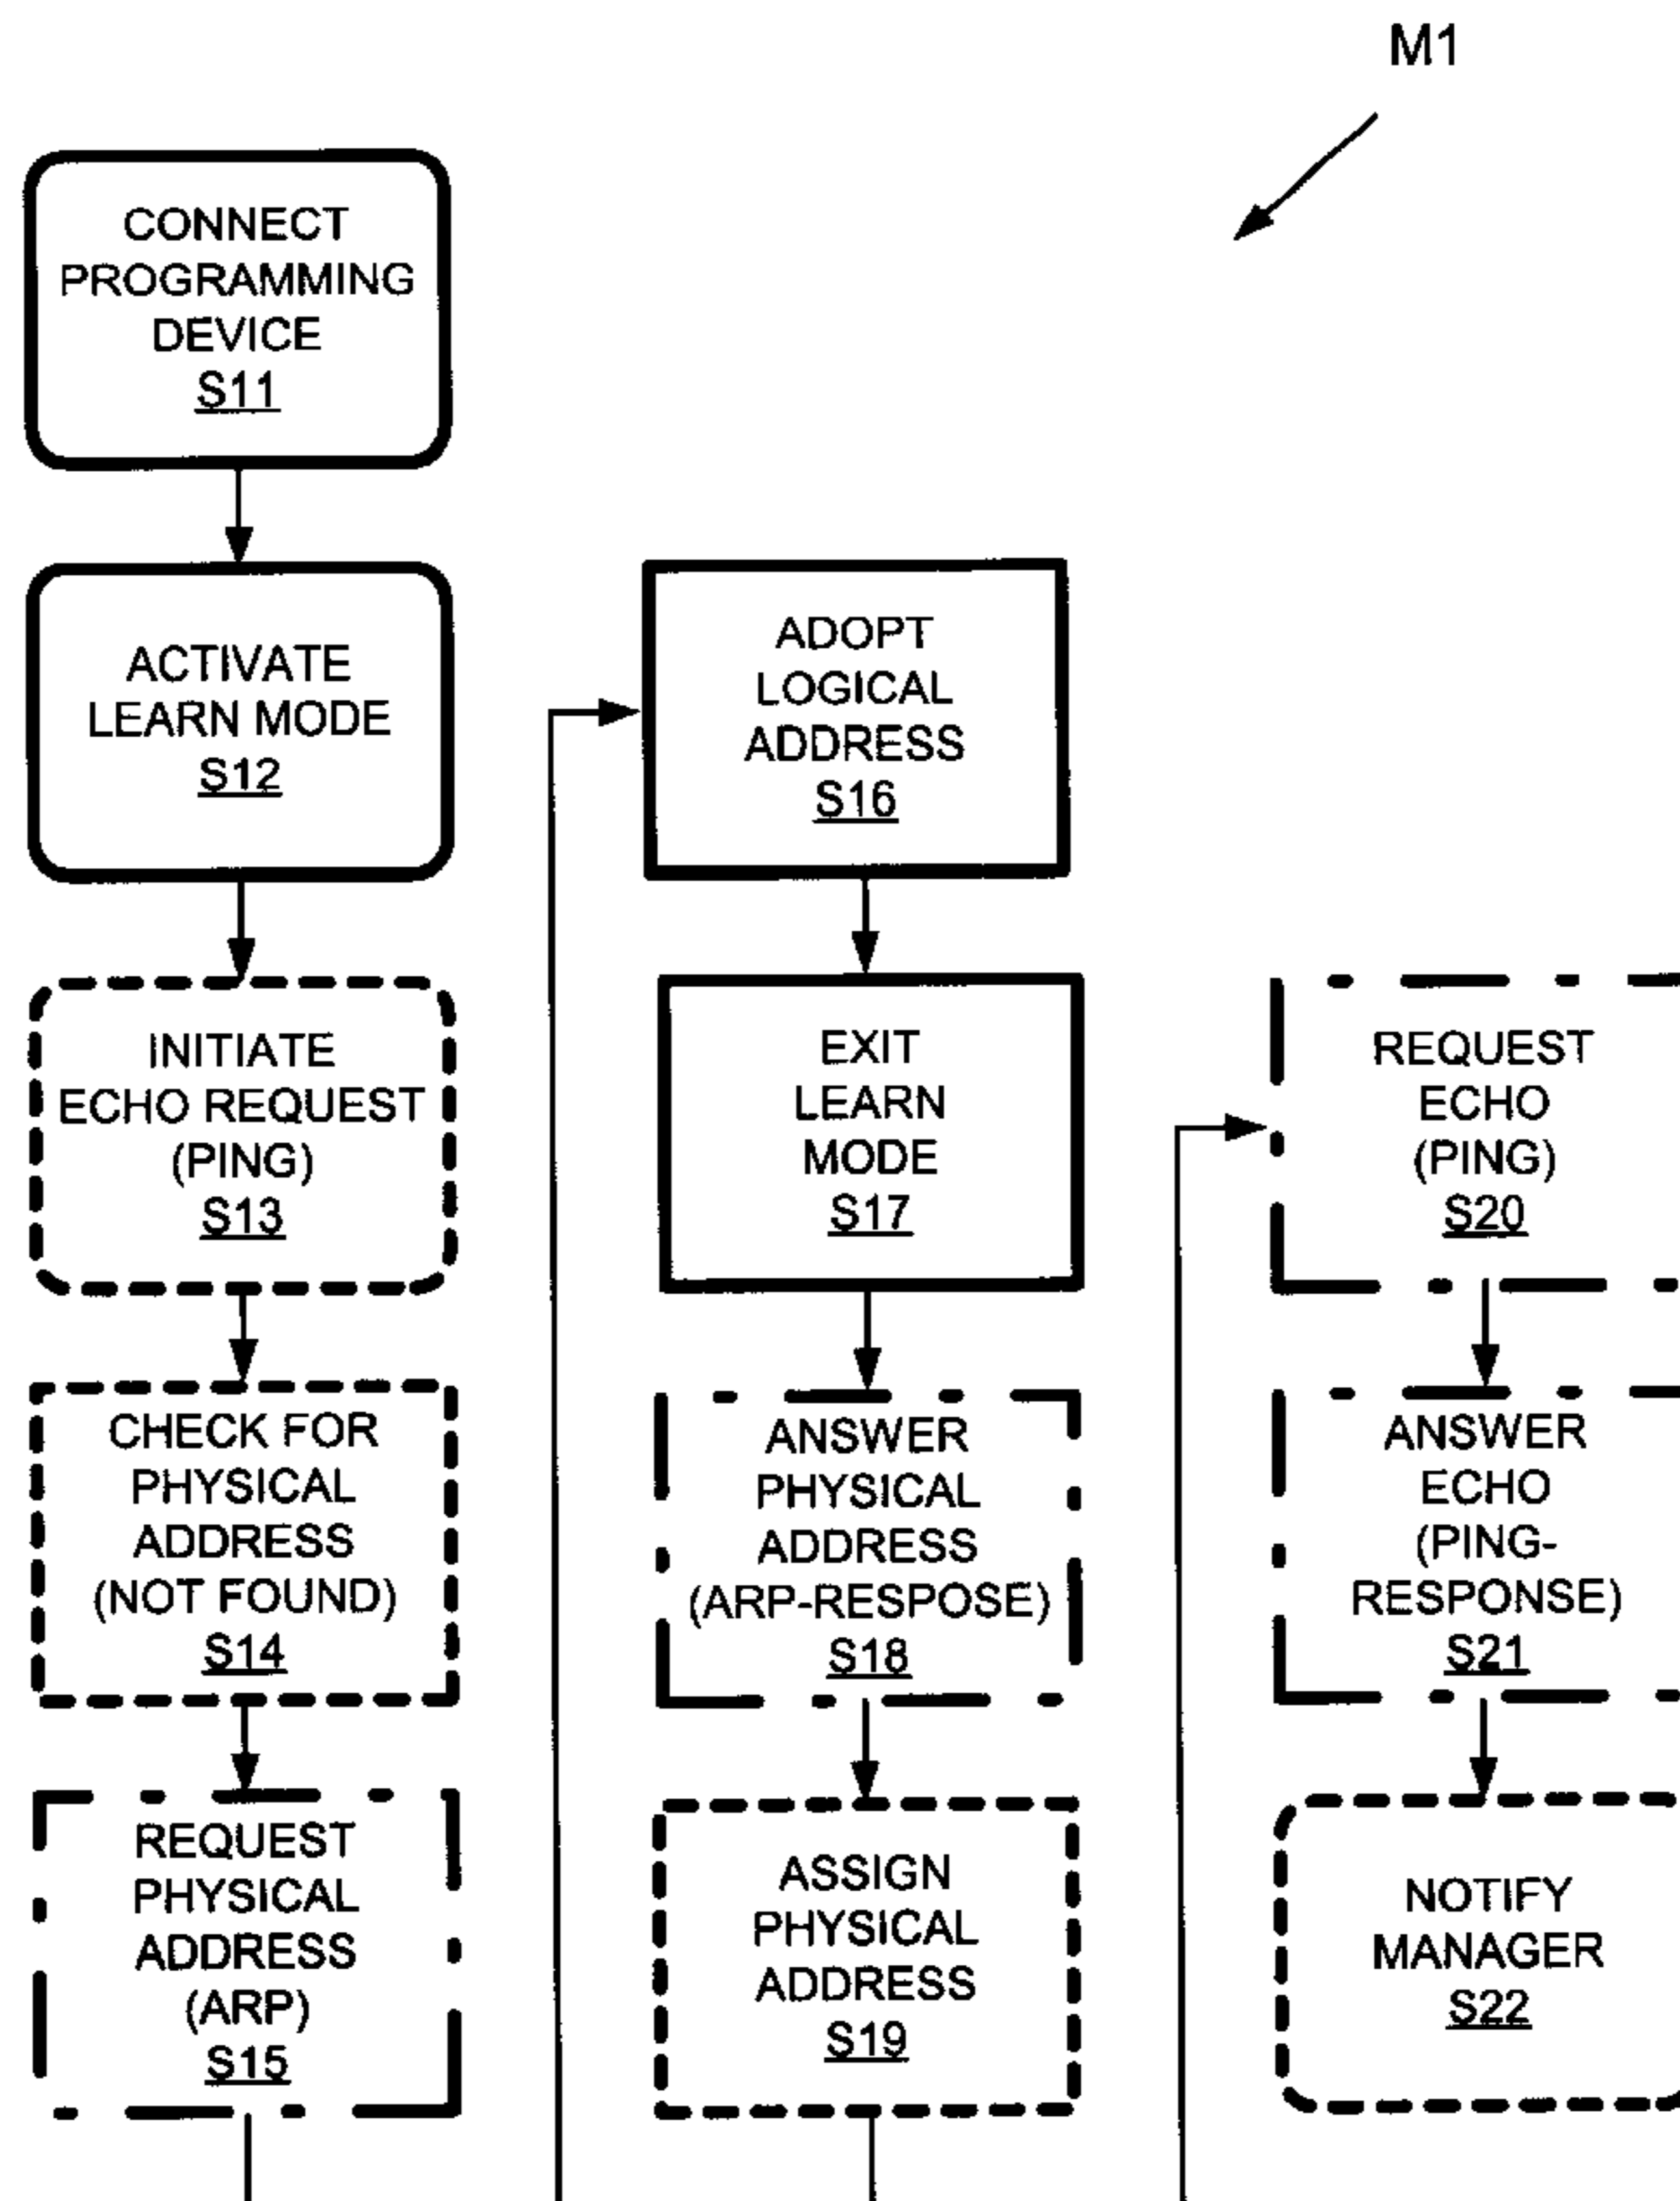 M1
CONNECT
PROGRAMMING
DEVICE
S11
ACTIVATE
LEARN MODE
S12
INITIATE
ECHO REQUEST
(PING)
S13
CHECK FOR
PHYSICAL
ADDRESS
(NOT FOUND)
S14
REQUEST
PHYSICAL
ADDRESS
(ARP)
S15
ADOPT
LOGICAL
ADDRESS
S16
EXIT
LEARN
MODE
S17
ANSWER
PHYSICAL
ADDRESS
(ARP-RESPOSE)
S18
ASSIGN
PHYSICAL
ADDRESS
S19
REQUEST
ECHO
(PING)
S20
ANSWER
ECHO
(PING-
RESPONSE)
S21
NOTIFY
MANAGER
S22